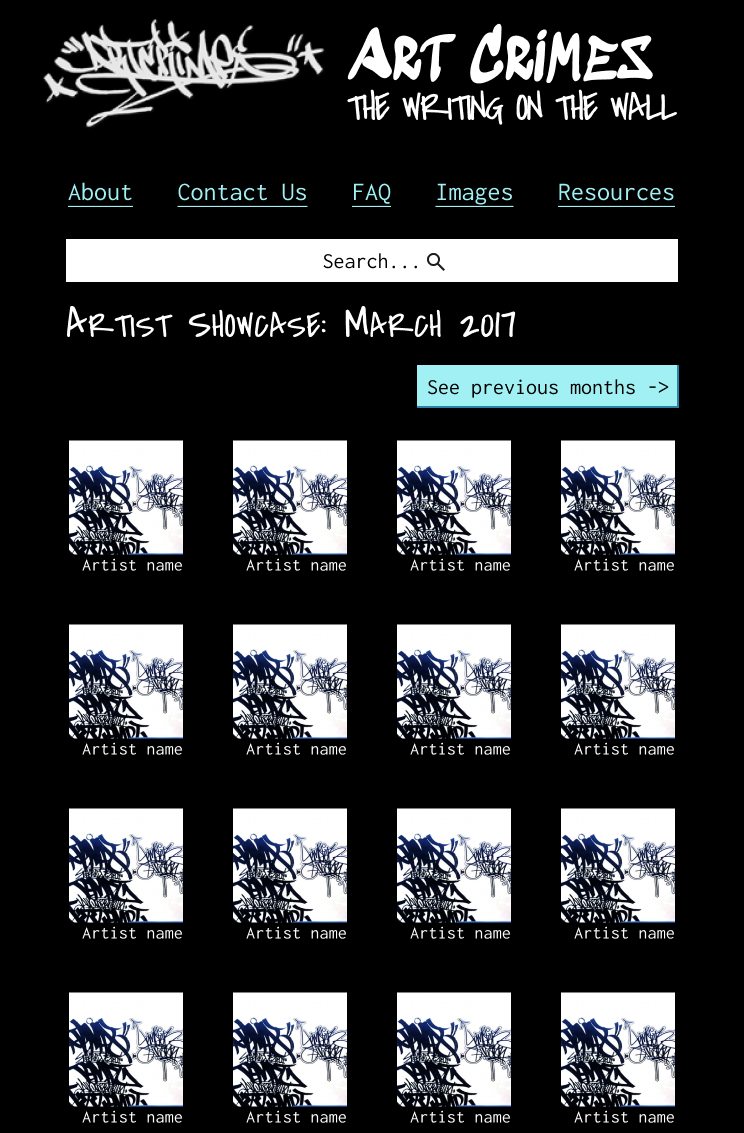 ART CRIMES
THE WRITING ON THE WALL
About Contact Us FAQ Images Resources
Search...
ARTIST SHOWCASE: MARCH 2017
See previous months ->
Artist name Artist name Artist name Artist name
Artist name Artist name Artist name Artist name
Artist name Artist name Artist name Artist name
Artist name Artist name Artist name Artist name